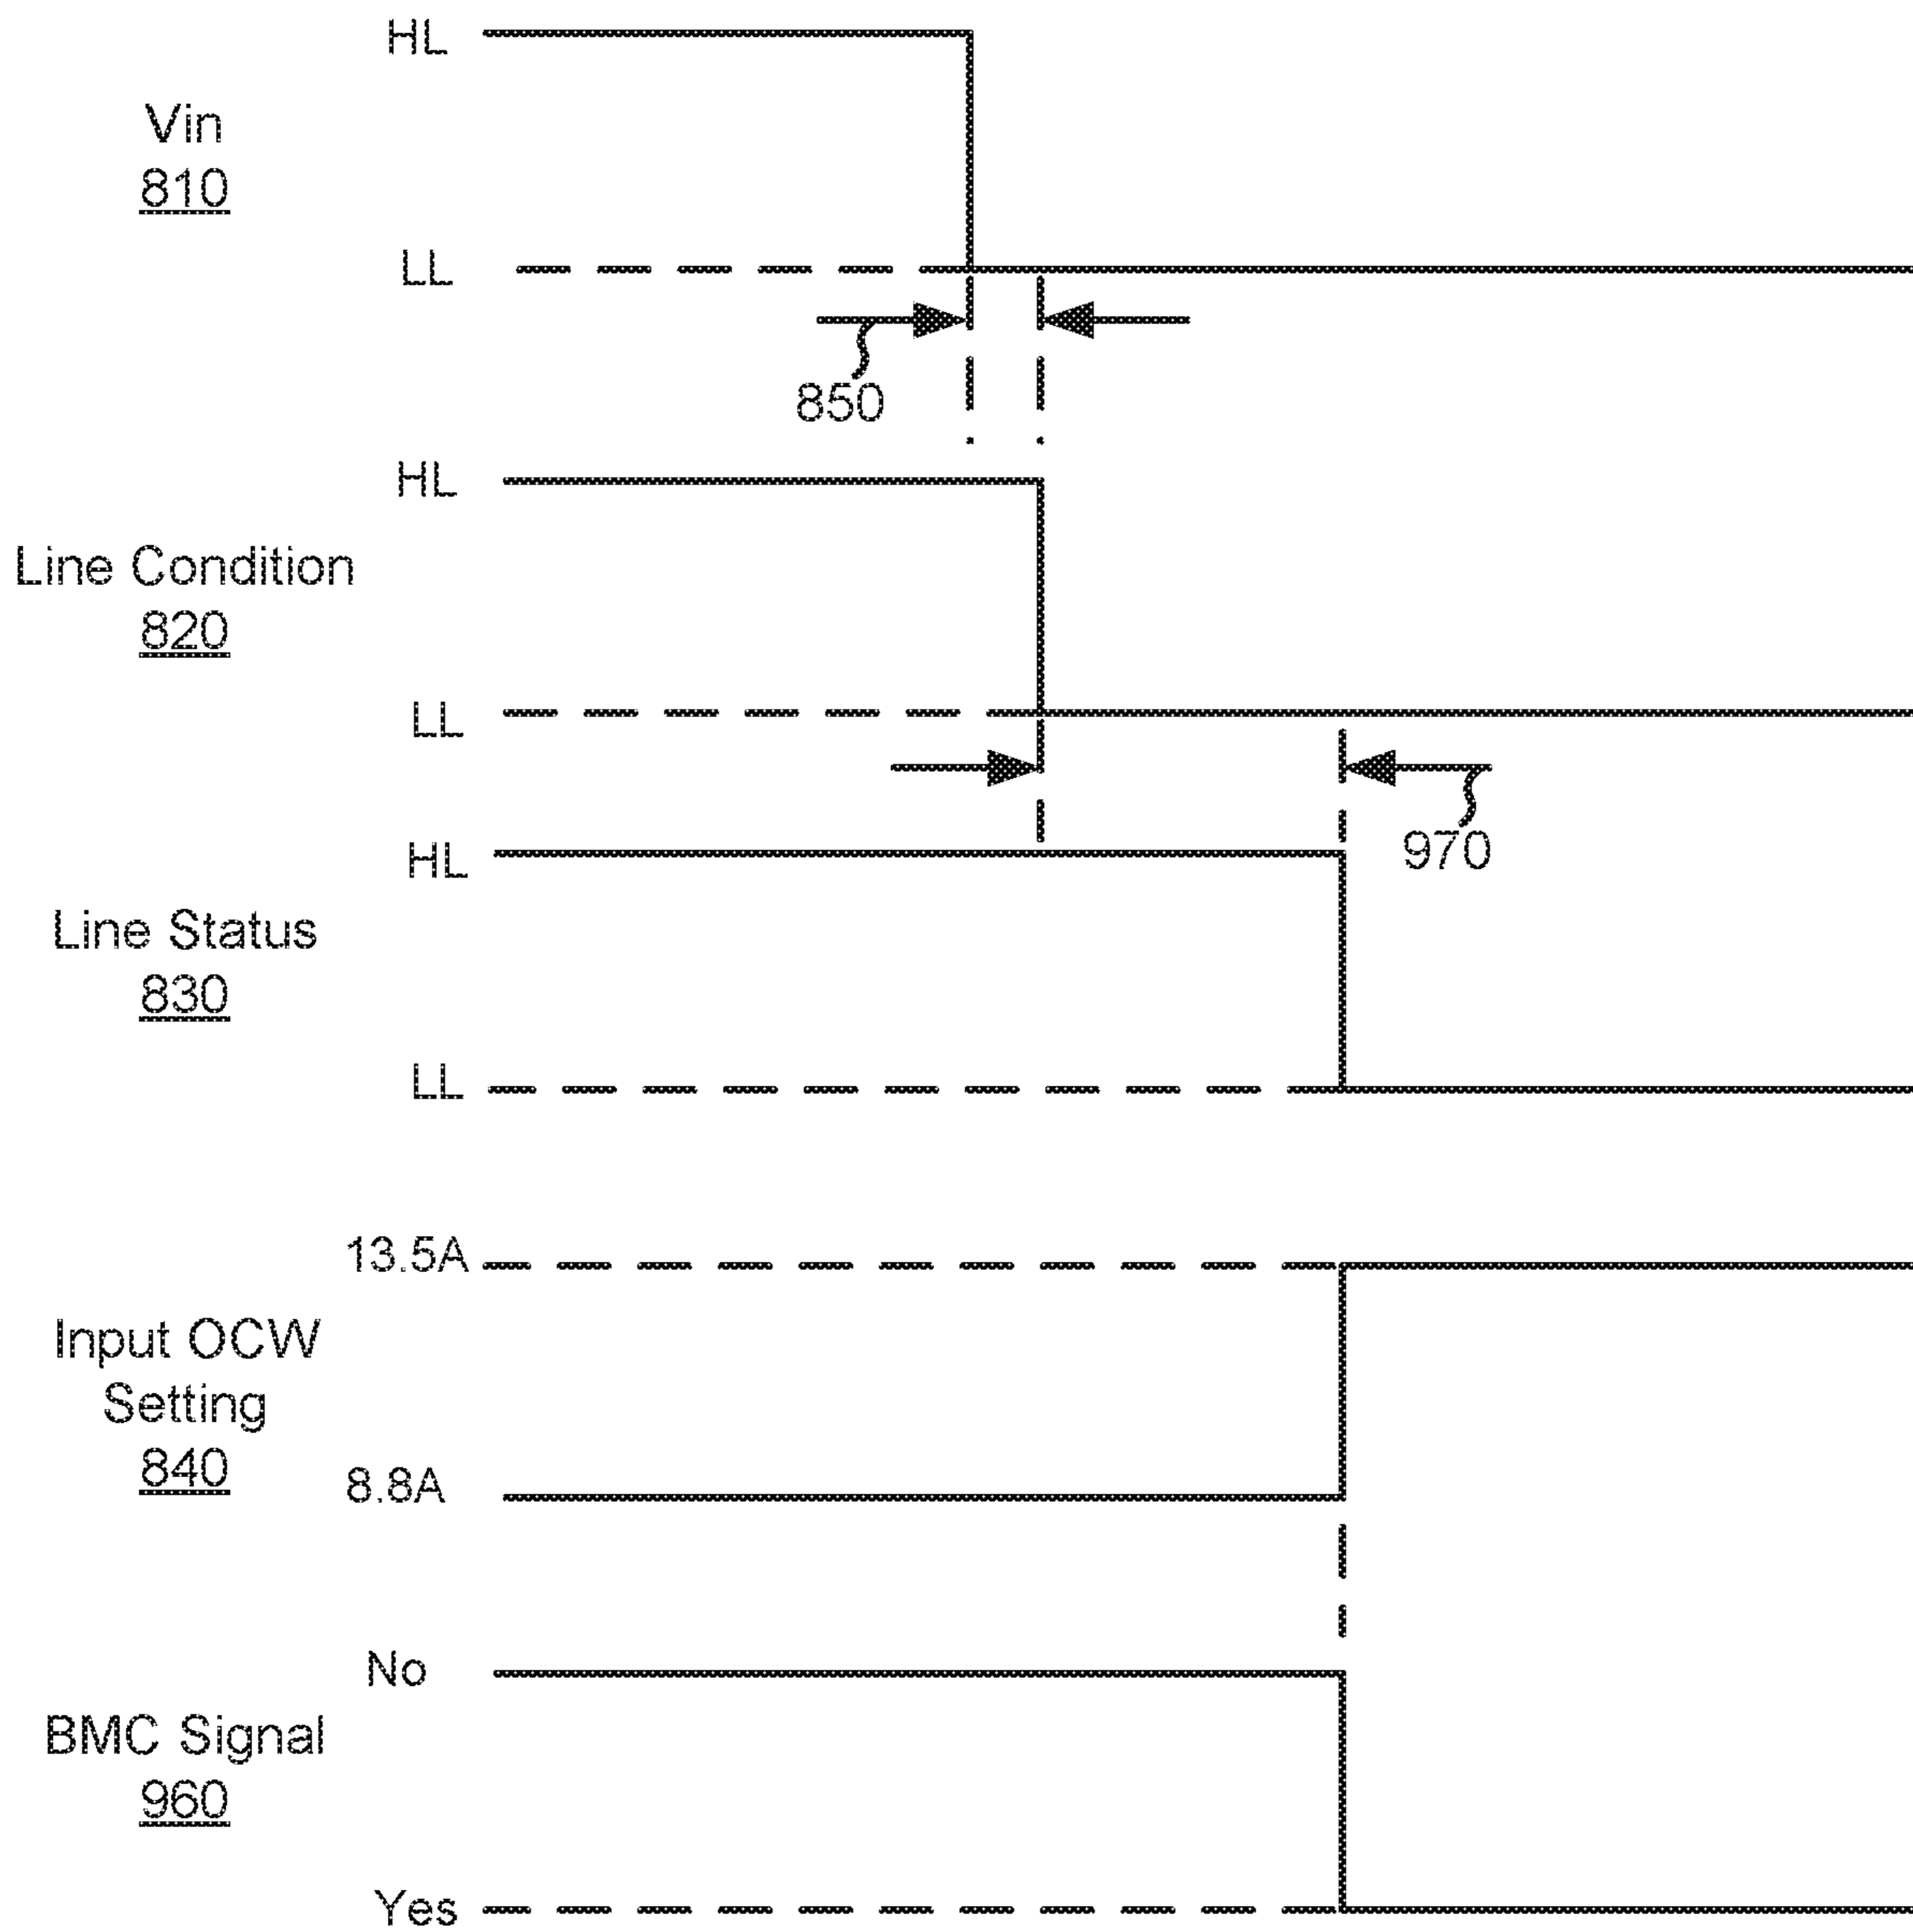 HL
Vin
810
LL
850
HL
Line Condition
820
LL
HL
970
Line Status
830
LL
13.5A
Input OCW
Setting
840
8.8A
No
BMC Signal
960
Yes